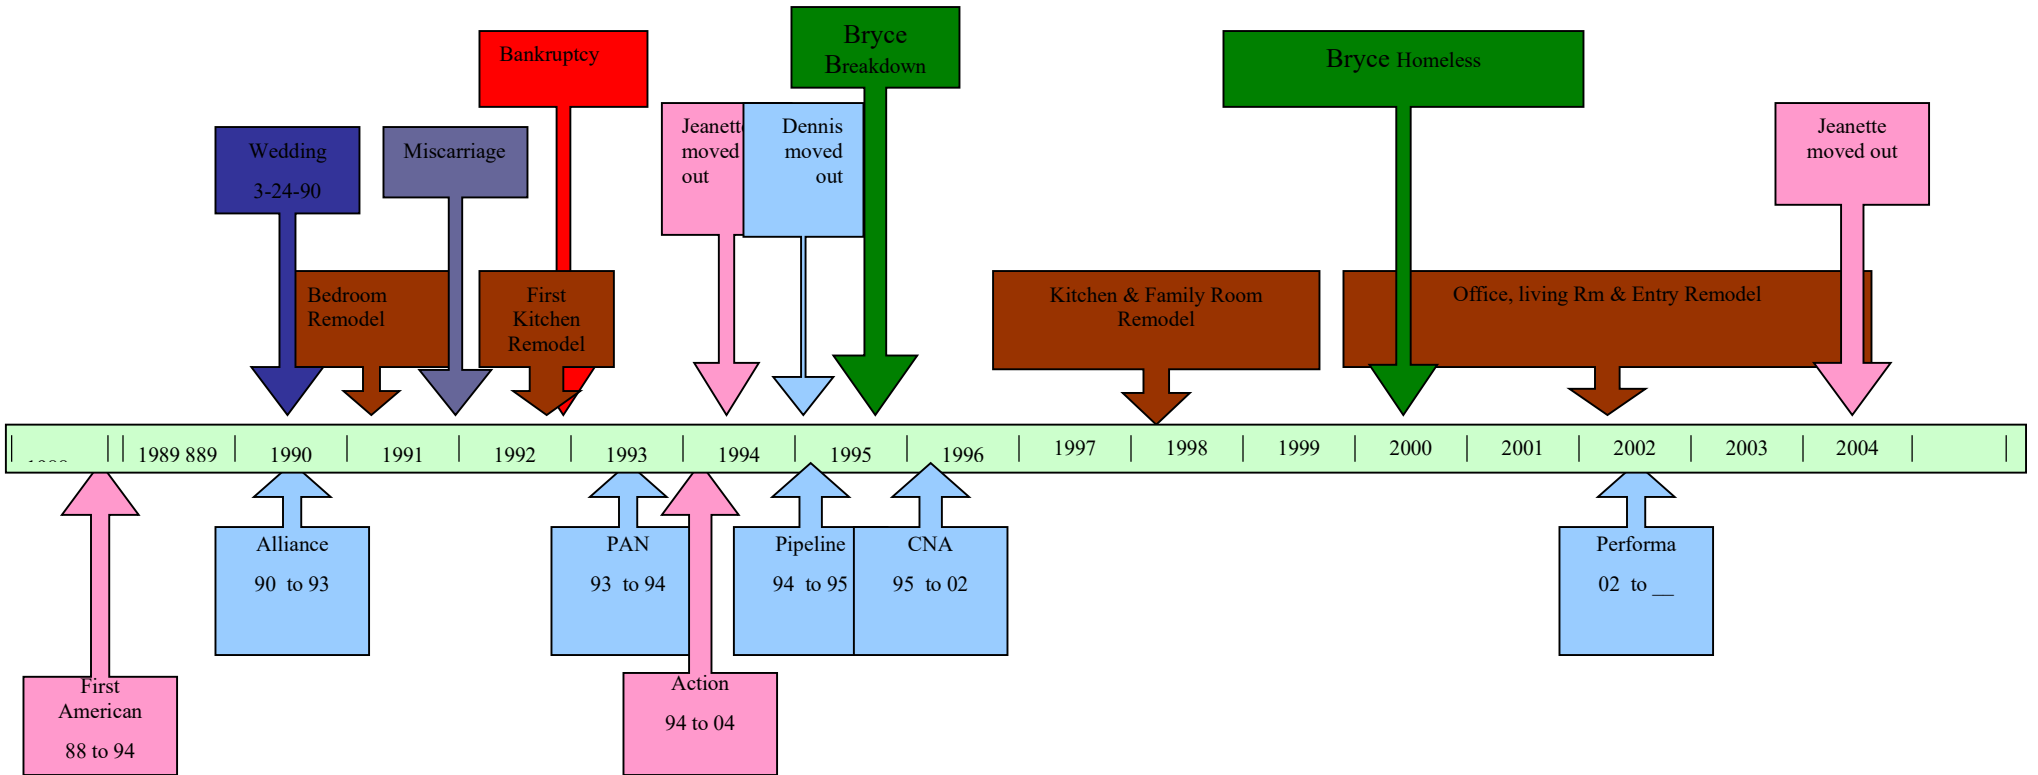 Bryce
Breakdown
Bankruptcy
Bryce Homeless
Jeanette
moved
out
Dennis
moved
out
Jeanette
moved out
Wedding
3-24-90
Miscarriage
Bedroom
Remodel
First
Kitchen
Remodel
Kitchen & Family Room
Remodel
Office, living Rm & Entry Remodel
1989 889 1990 1991 1992 1993 1994 1995 1996 1997 1998 1999 2000 2001 2002 2003 2004
Alliance
90 to 93
PAN
93 to 94
Pipeline
94 to 95
CNA
95 to 02
Performa
02 to __
First
American
88 to 94
Action
94 to 04